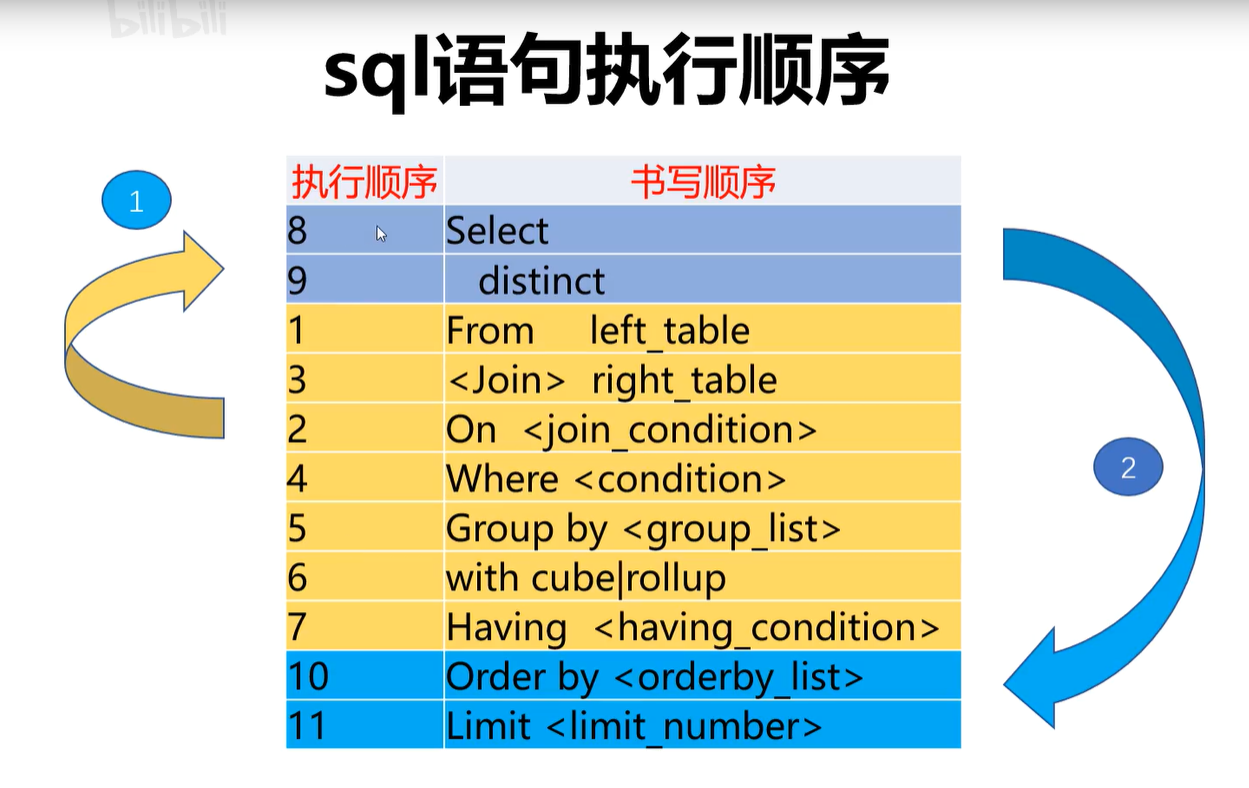 bilibili
sql语句执行顺序
1
执行顺序 书写顺序
8 Select
9 distinct
1 From left_table
3 <Join> right_table
2 On <join_condition>
4 Where <condition>
5 Group by <group_list>
6 with cube|rollup
7 Having <having_condition>
10 Order by <orderby_list>
11 Limit <limit_number>
2